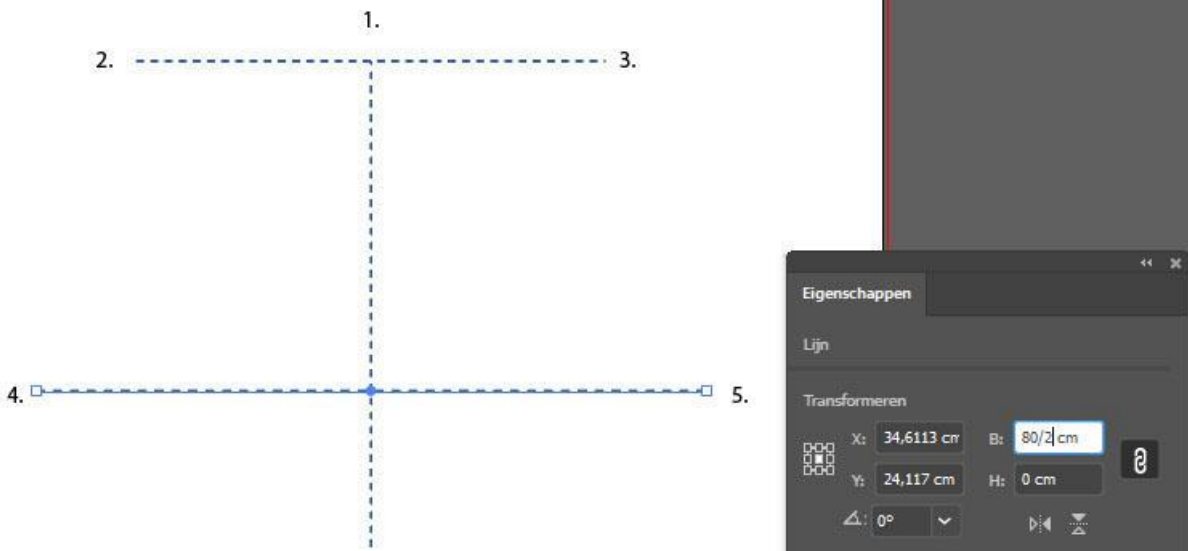 1.
2.
3.
4.
5.
Eigenschappen
Lijn
Transformeren
X: 34,6113 cm B: 80/2 cm
Y: 24,117 cm H: 0 cm
0°